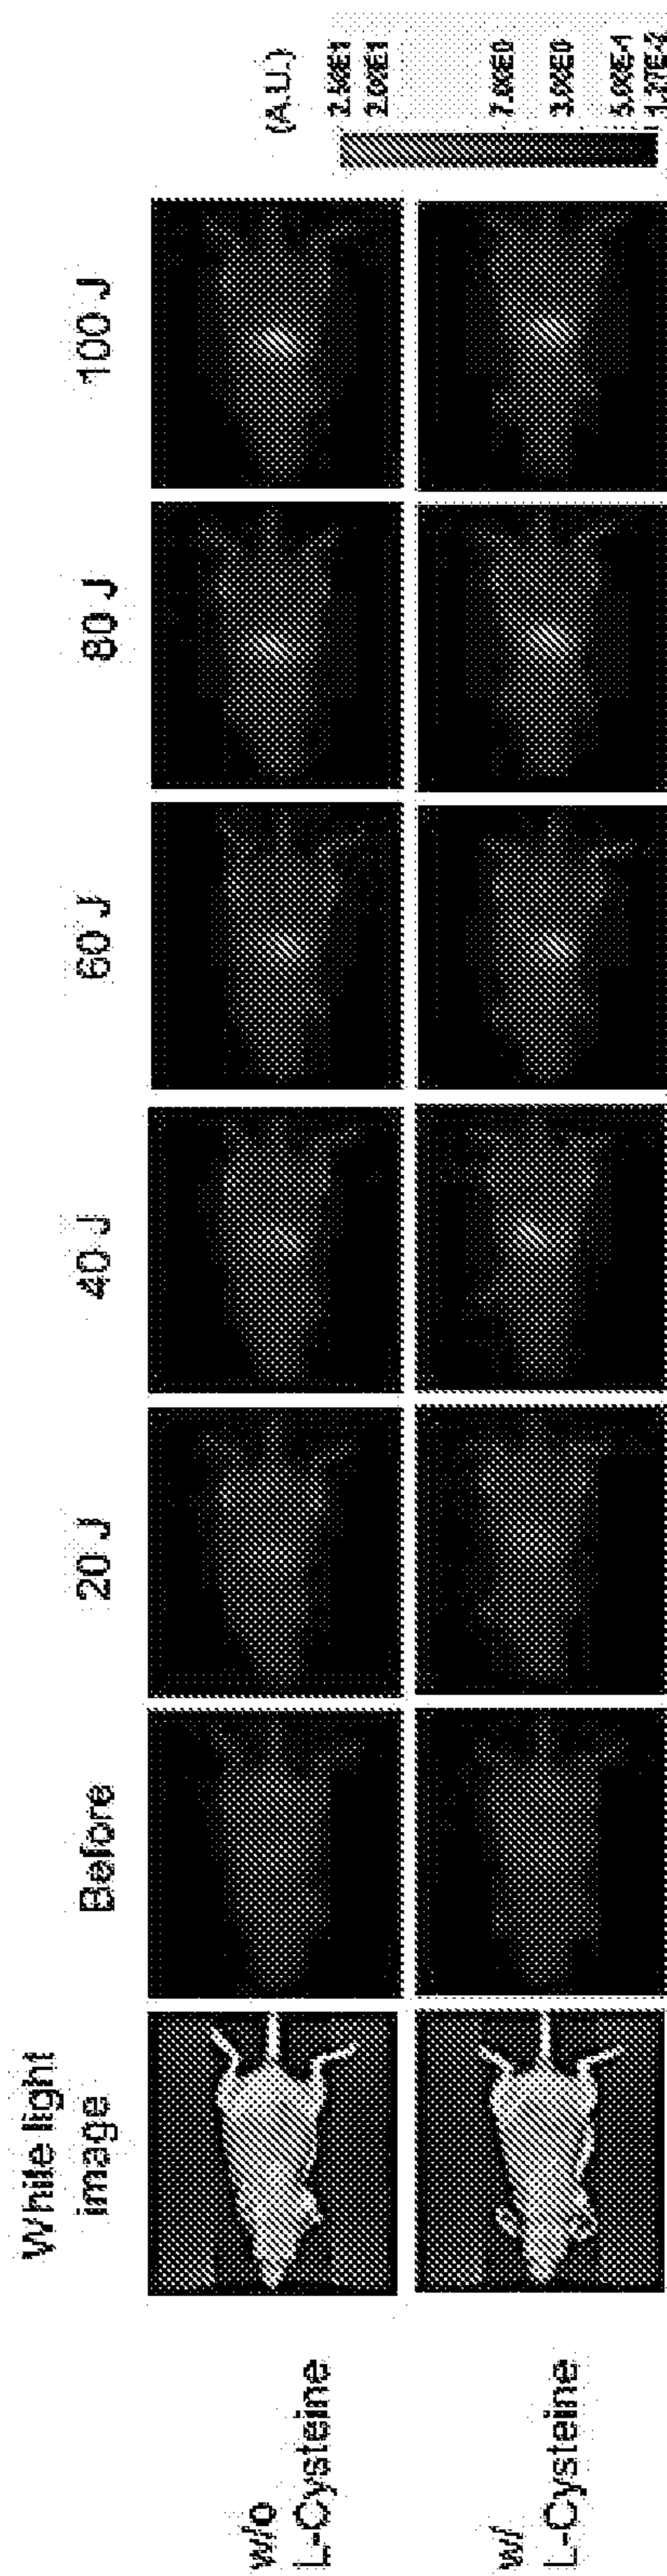 White light
image
Before
20 J
40 J
60 J
80 J
100 J
(A.U.)
w/o
L-Cysteine
w/
L-Cysteine